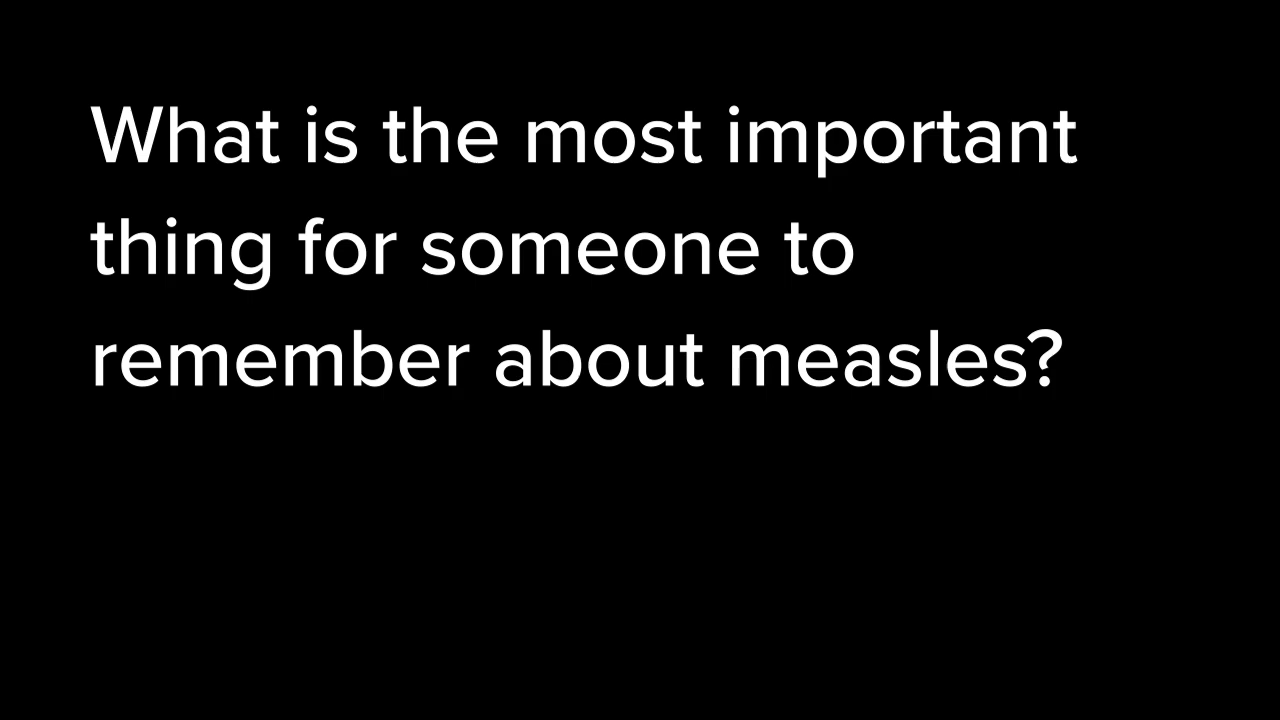 What is the most important
thing for someone to
remember about measles?